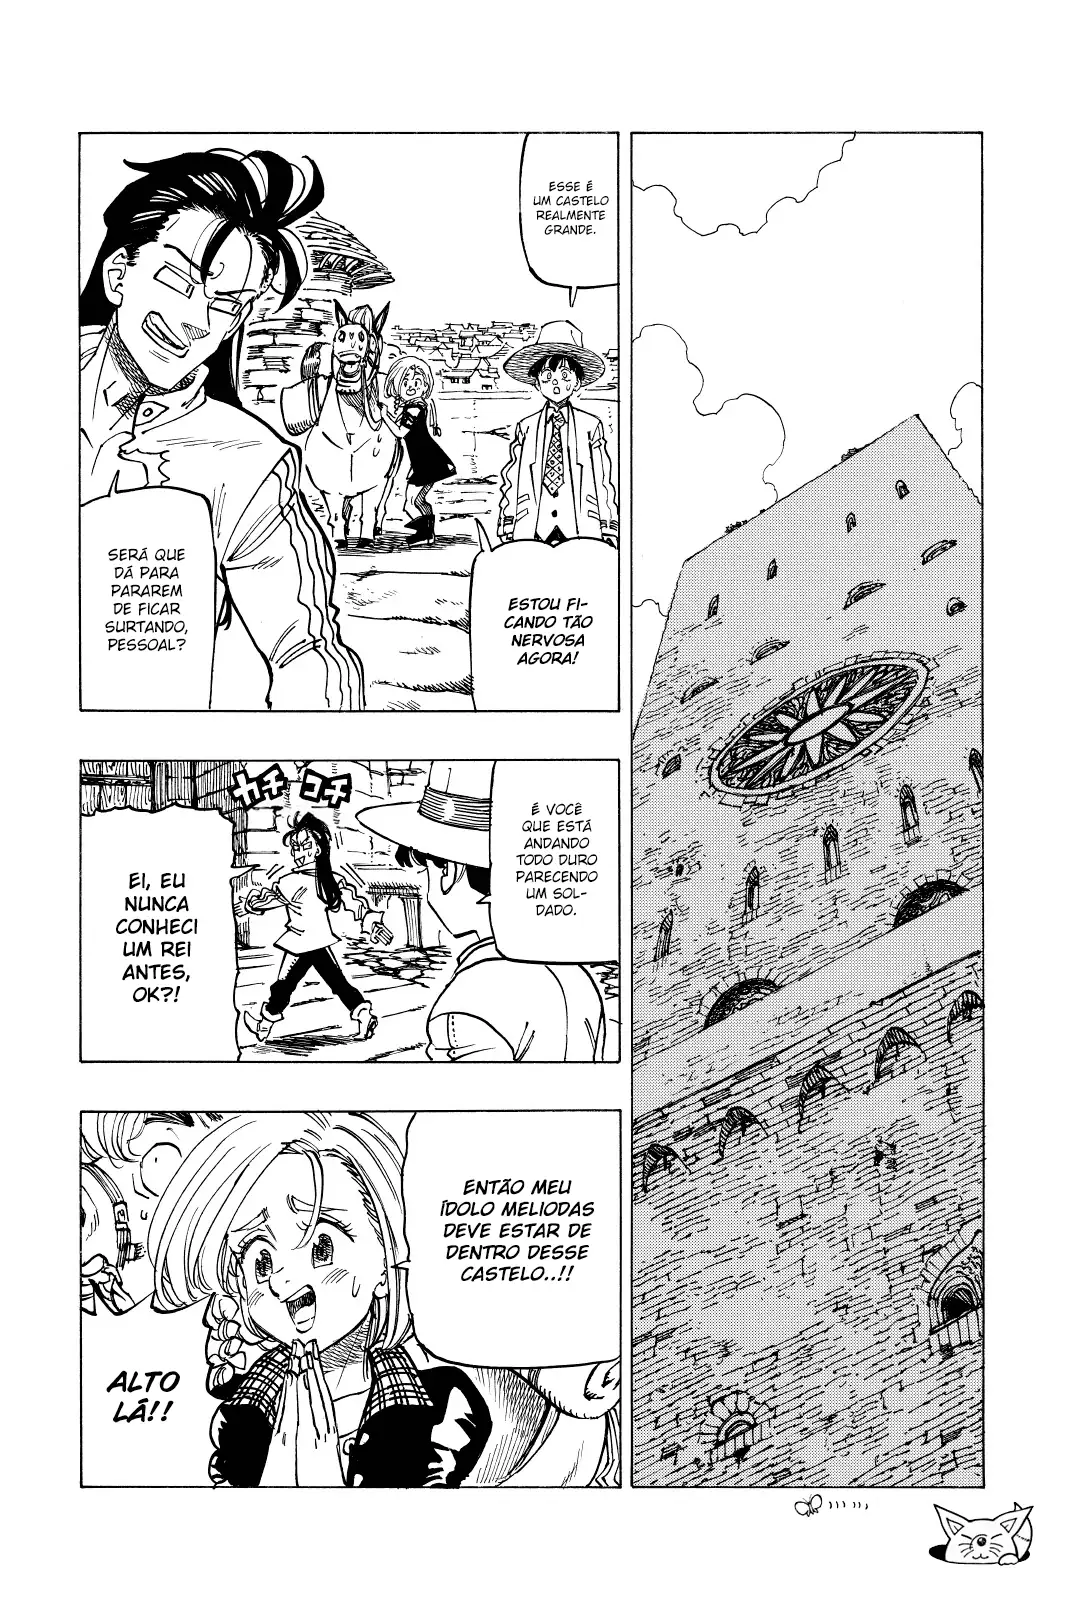 ESSE É
UM CASTELO
REALMENTE
GRANDE.
ESTOU FI-
CANDO TÃO
NERVOSA
AGORA!
SERÁ QUE
DÁ PARA
PARAREM
DE FICAR
SURTANDO,
PESSOAL?
É VOCÊ
QUE ESTÁ
ANDANDO
TODO DURO
PARECENDO
UM SOL-
DADO.
カチ コチ
EI, EU
NUNCA
CONHECI
UM REI
ANTES,
OK?!
ENTÃO MEU
ÍDOLO MELIODAS
DEVE ESTAR DE
DENTRO DESSE
CASTELO..!!
ALTO
LÁ!!